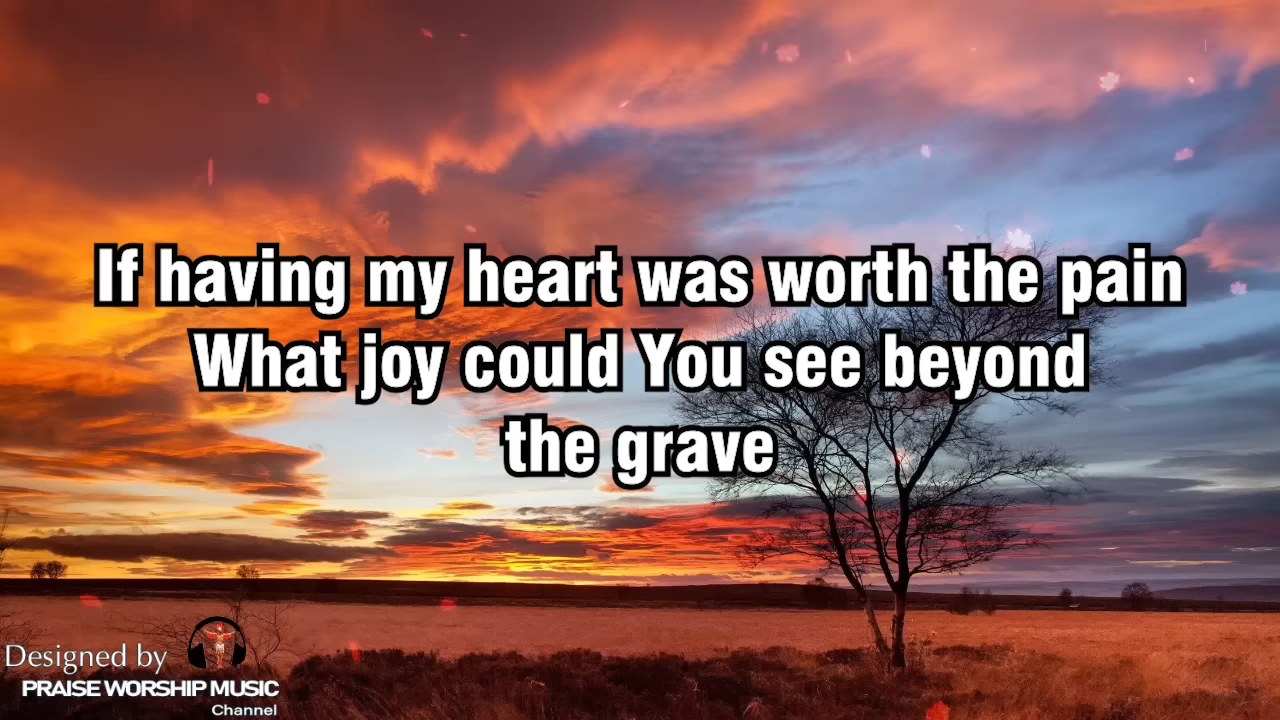 If having my heart was worth the pain
What joy could You see beyond
the grave
Designed by
PRAISE WORSHIP MUSIC
Channel